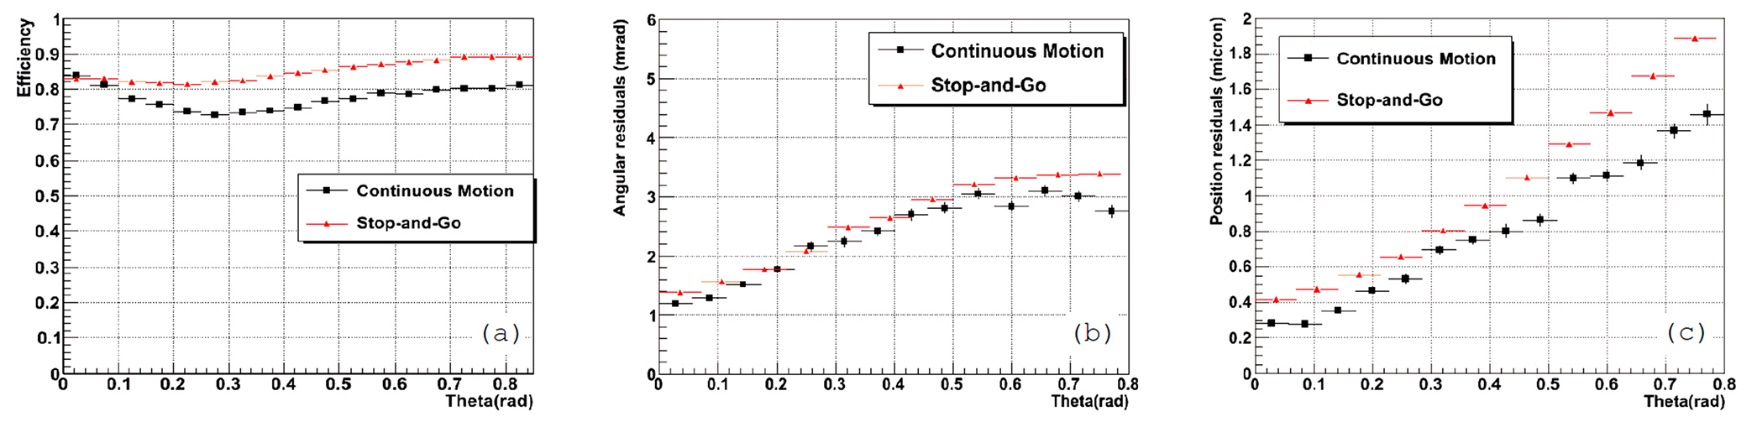 Efficiency
1
0.9
0.8
0.7
0.6
0.5
0.4
0.3
0.2
0.1
0
Continuous Motion
Stop-and-Go
(a)
0 0.1 0.2 0.3 0.4 0.5 0.6 0.7 0.8
Theta(rad)
Angular residuals (mrad)
6
5
4
3
2
1
0
Continuous Motion
Stop-and-Go
(b)
0 0.1 0.2 0.3 0.4 0.5 0.6 0.7 0.8
Theta(rad)
Position residuals (micron)
2
1.8
1.6
1.4
1.2
1
0.8
0.6
0.4
0.2
0
Continuous Motion
Stop-and-Go
(c)
0 0.1 0.2 0.3 0.4 0.5 0.6 0.7 0.8
Theta(rad)